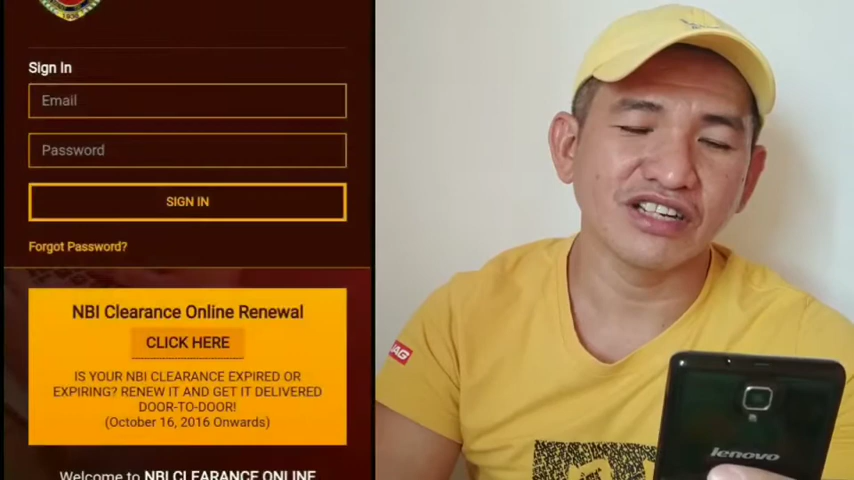 Sign In
Email
Password
SIGN IN
Forgot Password?
NBI Clearance Online Renewal
CLICK HERE
IS YOUR NBI CLEARANCE EXPIRED OR
EXPIRING? RENEW IT AND GET IT DELIVERED
DOOR-TO-DOOR!
(October 16, 2016 Onwards)
Welcome to NBI CLEARANCE ONLINE
lenovo